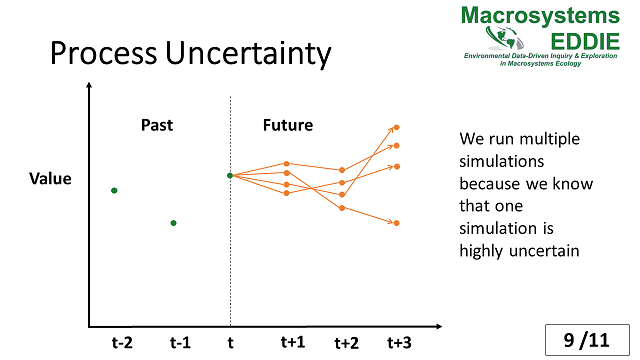 Macrosystems
EDDIE
Environmental Data-Driven Inquiry & Exploration
in Macrosystems Ecology
Process Uncertainty
Past
Future
Value
We run multiple
simulations
because we know
that one
simulation is
highly uncertain
t-2 t-1 t t+1 t+2 t+3
9 /11